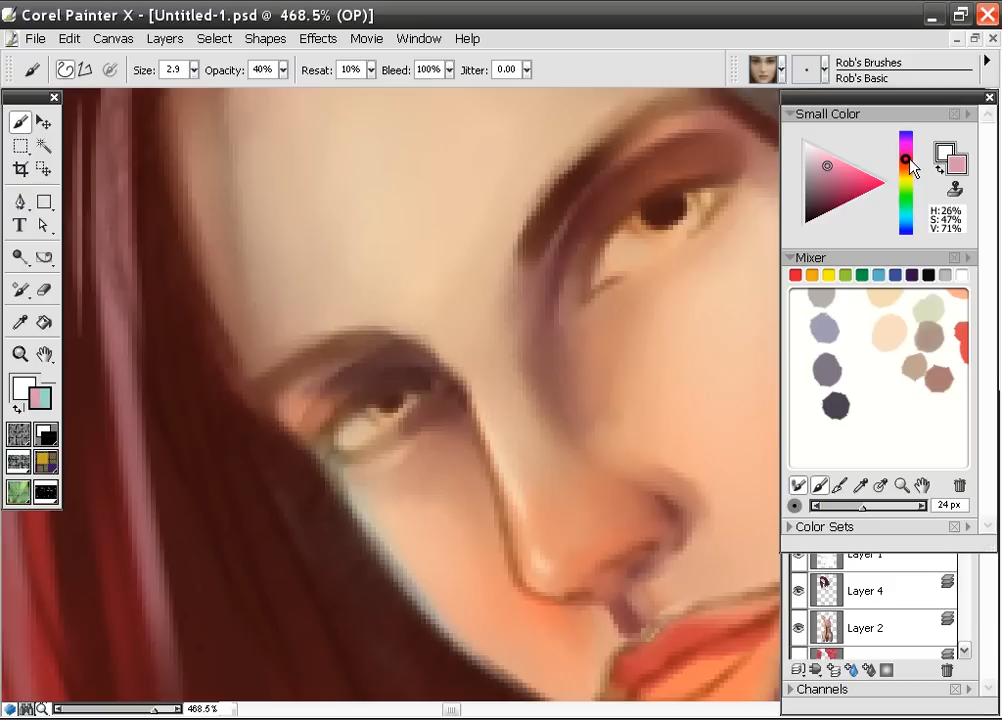 Corel Painter X - [Untitled-1.psd @ 468.5% (OP)]
File Edit Canvas Layers Select Shapes Effects Movie Window Help
Size: 2.9 Opacity: 40% Resat: 10% Bleed: 100% Jitter: 0.00
Rob's Brushes
Rob's Basic
Small Color
H:26%
S:47%
V:71%
Mixer
24 px
Color Sets
Layer 1
Layer 4
Layer 2
Channels
468.5%